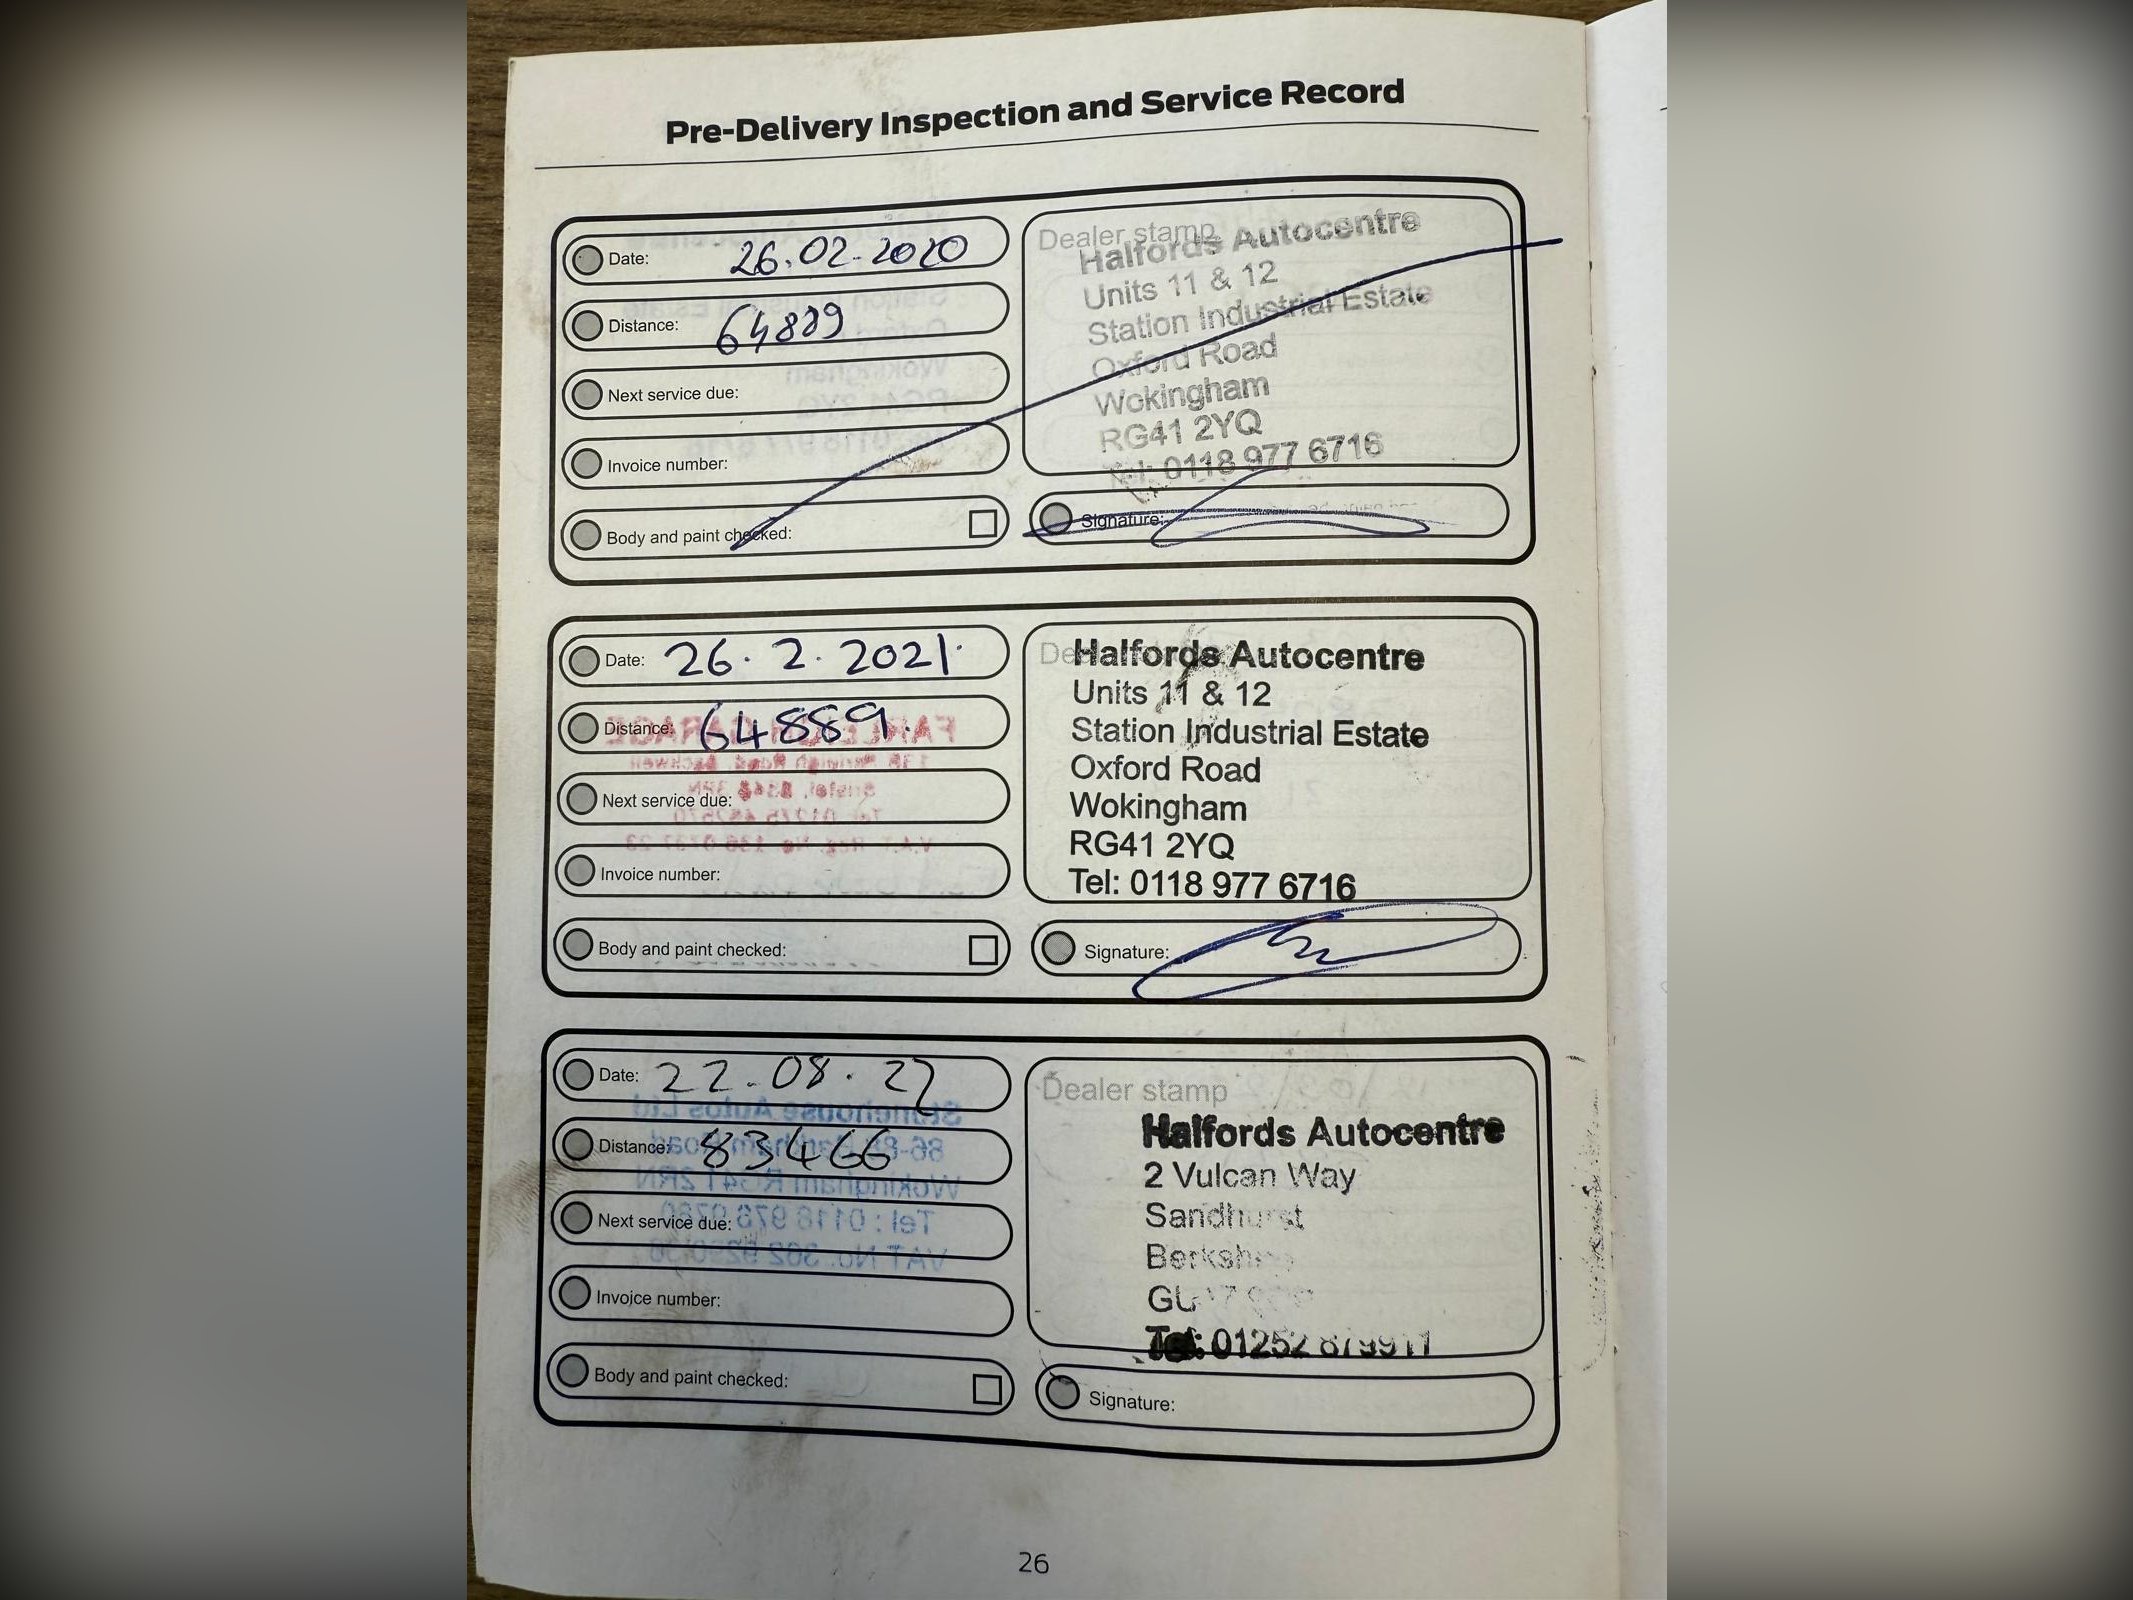 Pre-Delivery Inspection and Service Record
Date: 26.02.2020
Distance: 64889
Next service due:
Invoice number:
Body and paint checked:
Dealer stamp
Halfords Autocentre
Units 11 & 12
Station Industrial Estate
Oxford Road
Wokingham
RG41 2YQ
Tel: 0118 977 6716
Signature:
Date: 26.2.2021.
Distance: 64889.
Next service due:
Invoice number:
Body and paint checked:
Halfords Autocentre
Units 11 & 12
Station Industrial Estate
Oxford Road
Wokingham
RG41 2YQ
Tel: 0118 977 6716
Signature:
Date: 22-08.22
Distance: 83466
Next service due:
Invoice number:
Body and paint checked:
Dealer stamp
Halfords Autocentre
2 Vulcan Way
Sandhurst
Berkshire
Tel: 01252 879911
Signature:
26